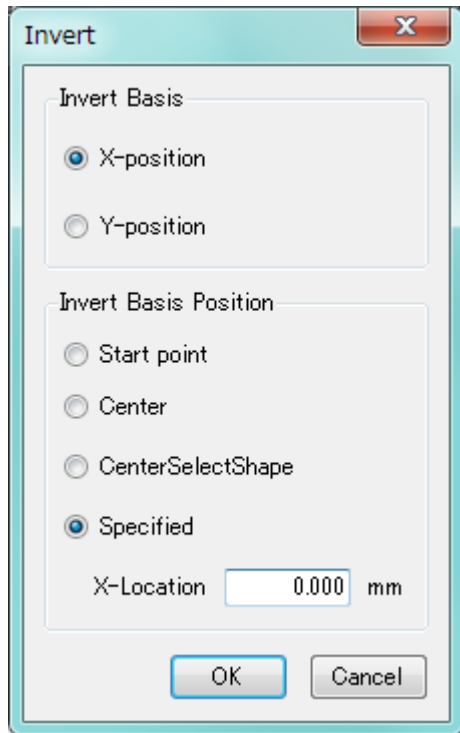 Invert
Invert Basis
X-position
Y-position
Invert Basis Position
Start point
Center
CenterSelectShape
Specified
X-Location 0.000 mm
OK Cancel